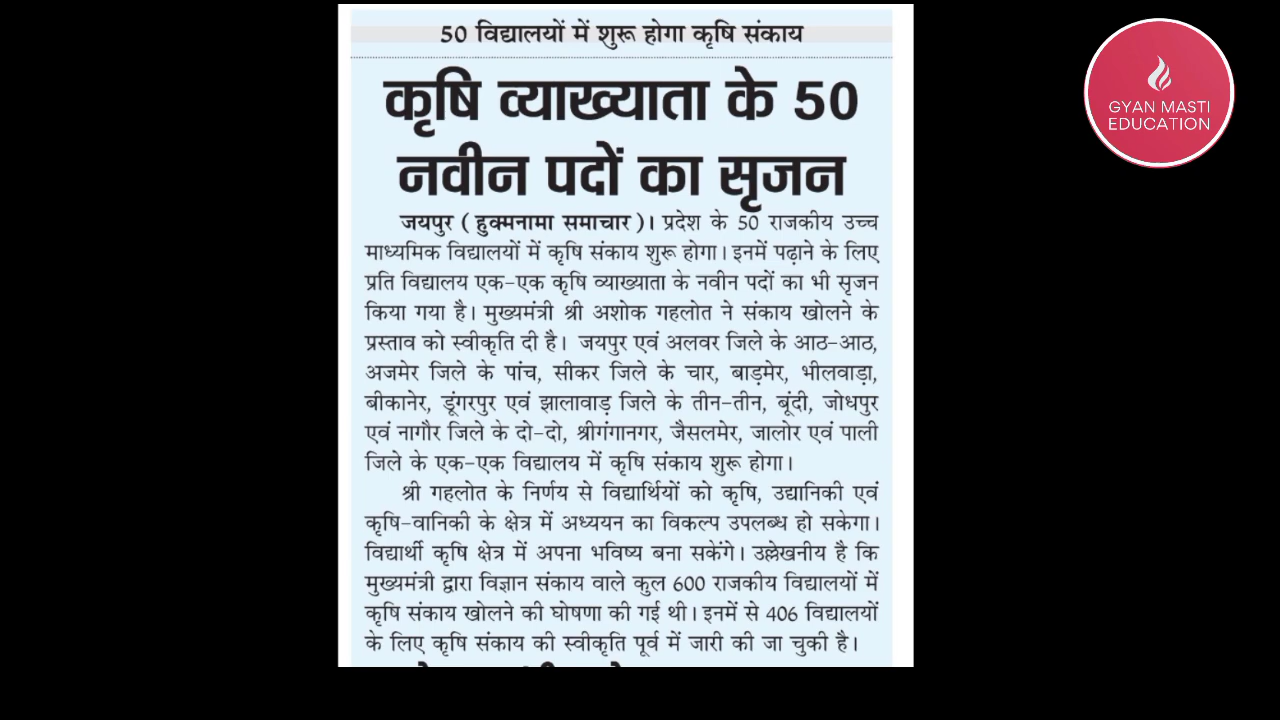 50 विद्यालयों में शुरू होगा कृषि संकाय
कृषि व्याख्याता के 50
नवीन पदों का सृजन
जयपुर ( हुक्मनामा समाचार )। प्रदेश के 50 राजकीय उच्च
माध्यमिक विद्यालयों में कृषि संकाय शुरू होगा। इनमें पढ़ाने के लिए
प्रति विद्यालय एक-एक कृषि व्याख्याता के नवीन पदों का भी सृजन
किया गया है। मुख्यमंत्री श्री अशोक गहलोत ने संकाय खोलने के
प्रस्ताव को स्वीकृति दी है। जयपुर एवं अलवर जिले के आठ-आठ,
अजमेर जिले के पांच, सीकर जिले के चार, बाड़मेर, भीलवाड़ा,
बीकानेर, डूंगरपुर एवं झालावाड़ जिले के तीन-तीन, बूंदी, जोधपुर
एवं नागौर जिले के दो-दो, श्रीगंगानगर, जैसलमेर, जालोर एवं पाली
जिले के एक-एक विद्यालय में कृषि संकाय शुरू होगा।
श्री गहलोत के निर्णय से विद्यार्थियों को कृषि, उद्यानिकी एवं
कृषि-वानिकी के क्षेत्र में अध्ययन का विकल्प उपलब्ध हो सकेगा।
विद्यार्थी कृषि क्षेत्र में अपना भविष्य बना सकेंगे। उल्लेखनीय है कि
मुख्यमंत्री द्वारा विज्ञान संकाय वाले कुल 600 राजकीय विद्यालयों में
कृषि संकाय खोलने की घोषणा की गई थी। इनमें से 406 विद्यालयों
के लिए कृषि संकाय की स्वीकृति पूर्व में जारी की जा चुकी है।
GYAN MASTI
EDUCATION